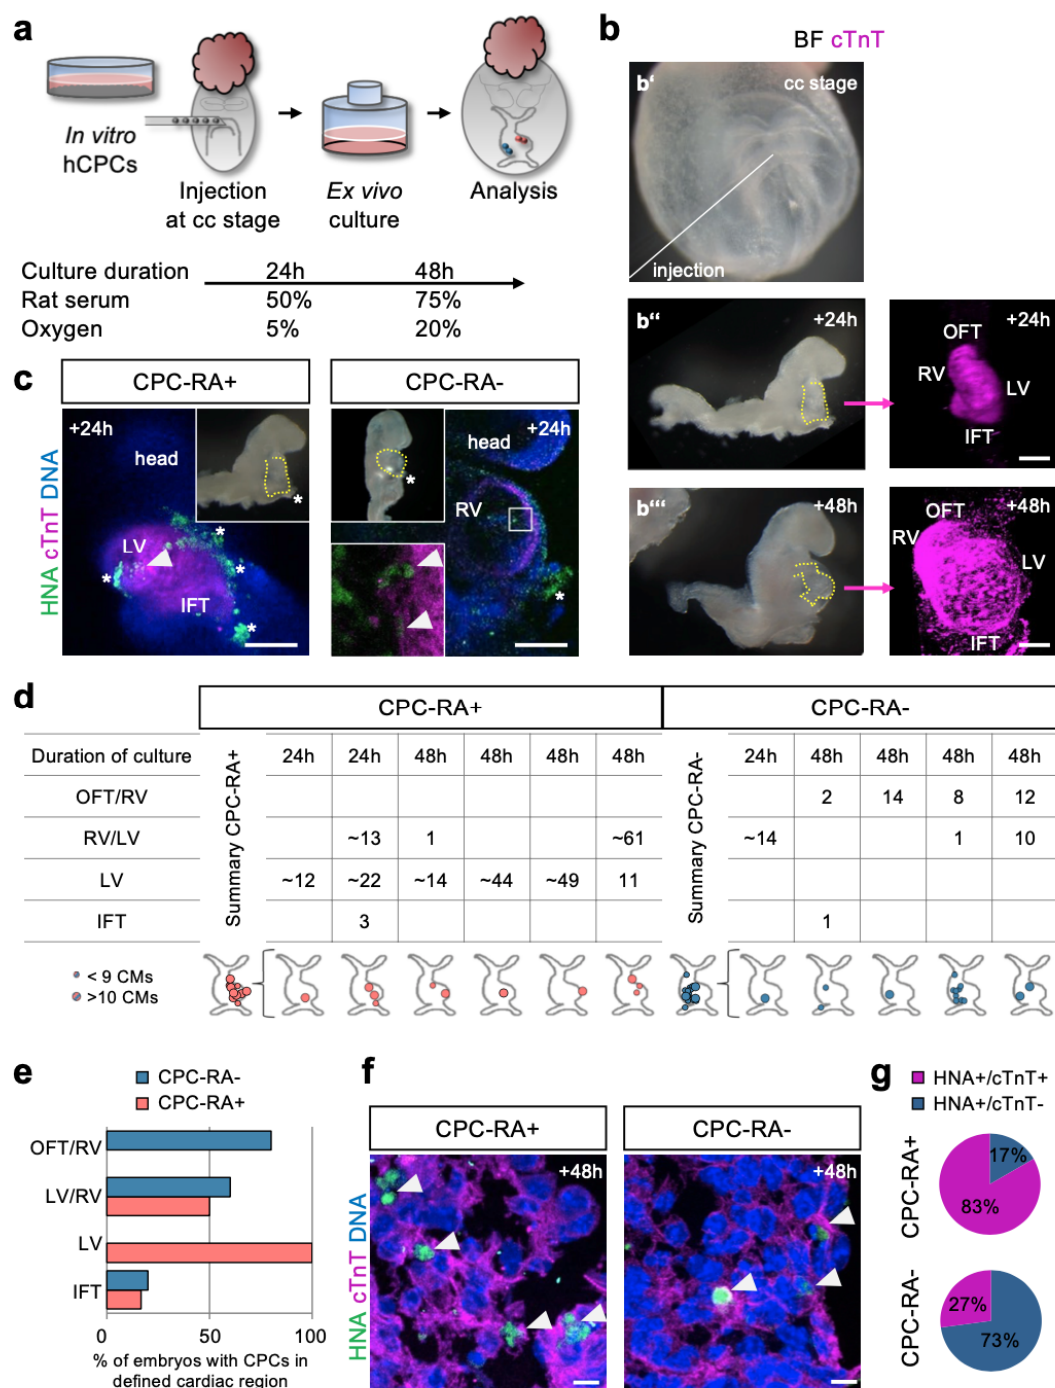 a
In vitro
hCPCs
Injection
at cc stage
Ex vivo
culture
Analysis
Culture duration 24h 48h
Rat serum 50% 75%
Oxygen 5% 20%
b
BF cTnT
b‘ cc stage
injection
b‘‘ +24h
+24h
OFT
RV LV
IFT
b‘‘‘ +48h
+48h
OFT
RV
LV
IFT
c
CPC-RA+ CPC-RA-
HNA cTnT DNA
+24h
head
LV
*
*
*
*
*
IFT
+24h
head
*
RV
*
d
CPC-RA+ CPC-RA-
Duration of culture Summary CPC-RA+ 24h 24h 48h 48h 48h 48h Summary CPC-RA- 24h 48h 48h 48h 48h
OFT/RV 2 14 8 12
RV/LV ~13 1 ~61 ~14 1 10
LV ~12 ~22 ~14 ~44 ~49 11
IFT 3 1
< 9 CMs
>10 CMs
e
CPC-RA-
CPC-RA+
OFT/RV
LV/RV
LV
IFT
0 50 100
% of embryos with CPCs in
defined cardiac region
f
CPC-RA+ CPC-RA-
HNA cTnT DNA
+48h
+48h
g
HNA+/cTnT+
HNA+/cTnT-
CPC-RA+
17%
83%
CPC-RA-
27%
73%